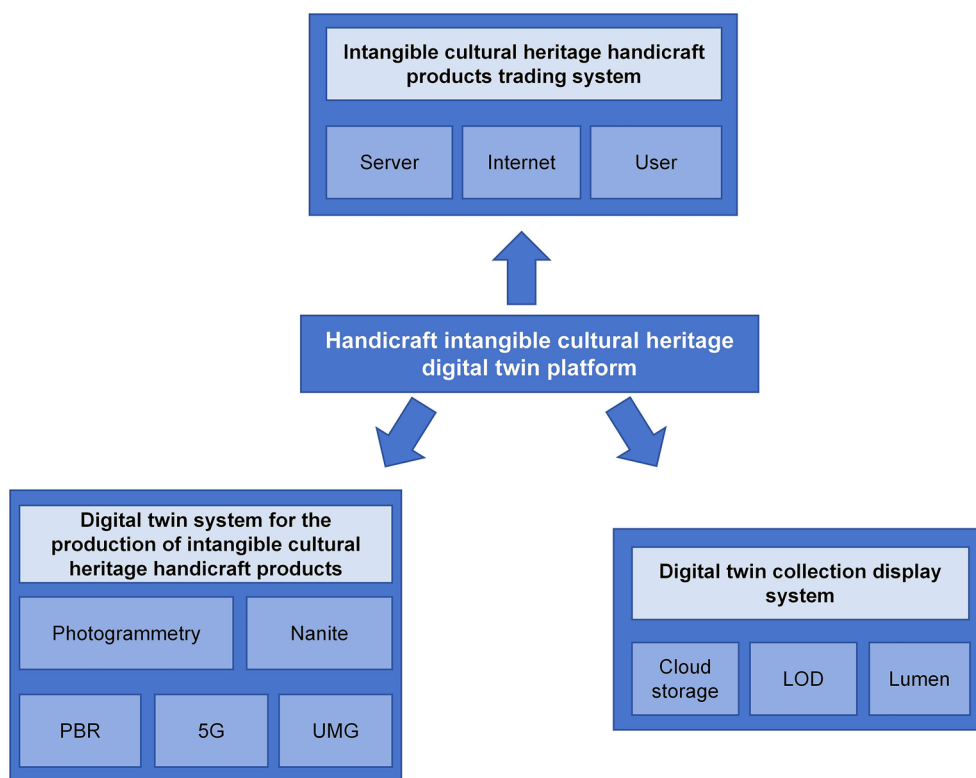 Intangible cultural heritage handicraft
products trading system
Server
Internet
User
Handicraft intangible cultural heritage
digital twin platform
Digital twin system for the
production of intangible cultural
heritage handicraft products
Photogrammetry
Nanite
PBR
5G
UMG
Digital twin collection display
system
Cloud
storage
LOD
Lumen